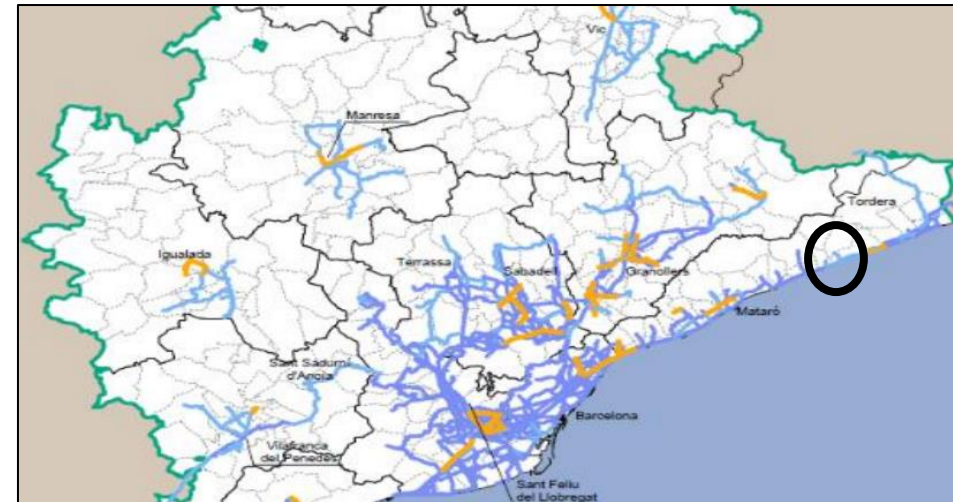 Vic
Manresa
Tordera
Igualada
Terrassa
Sabadell
Granollers
Mataró
Sant Sadurní
d'Anoia
Barcelona
Vilafranca
del Penedès
Sant Feliu
del Llobregat